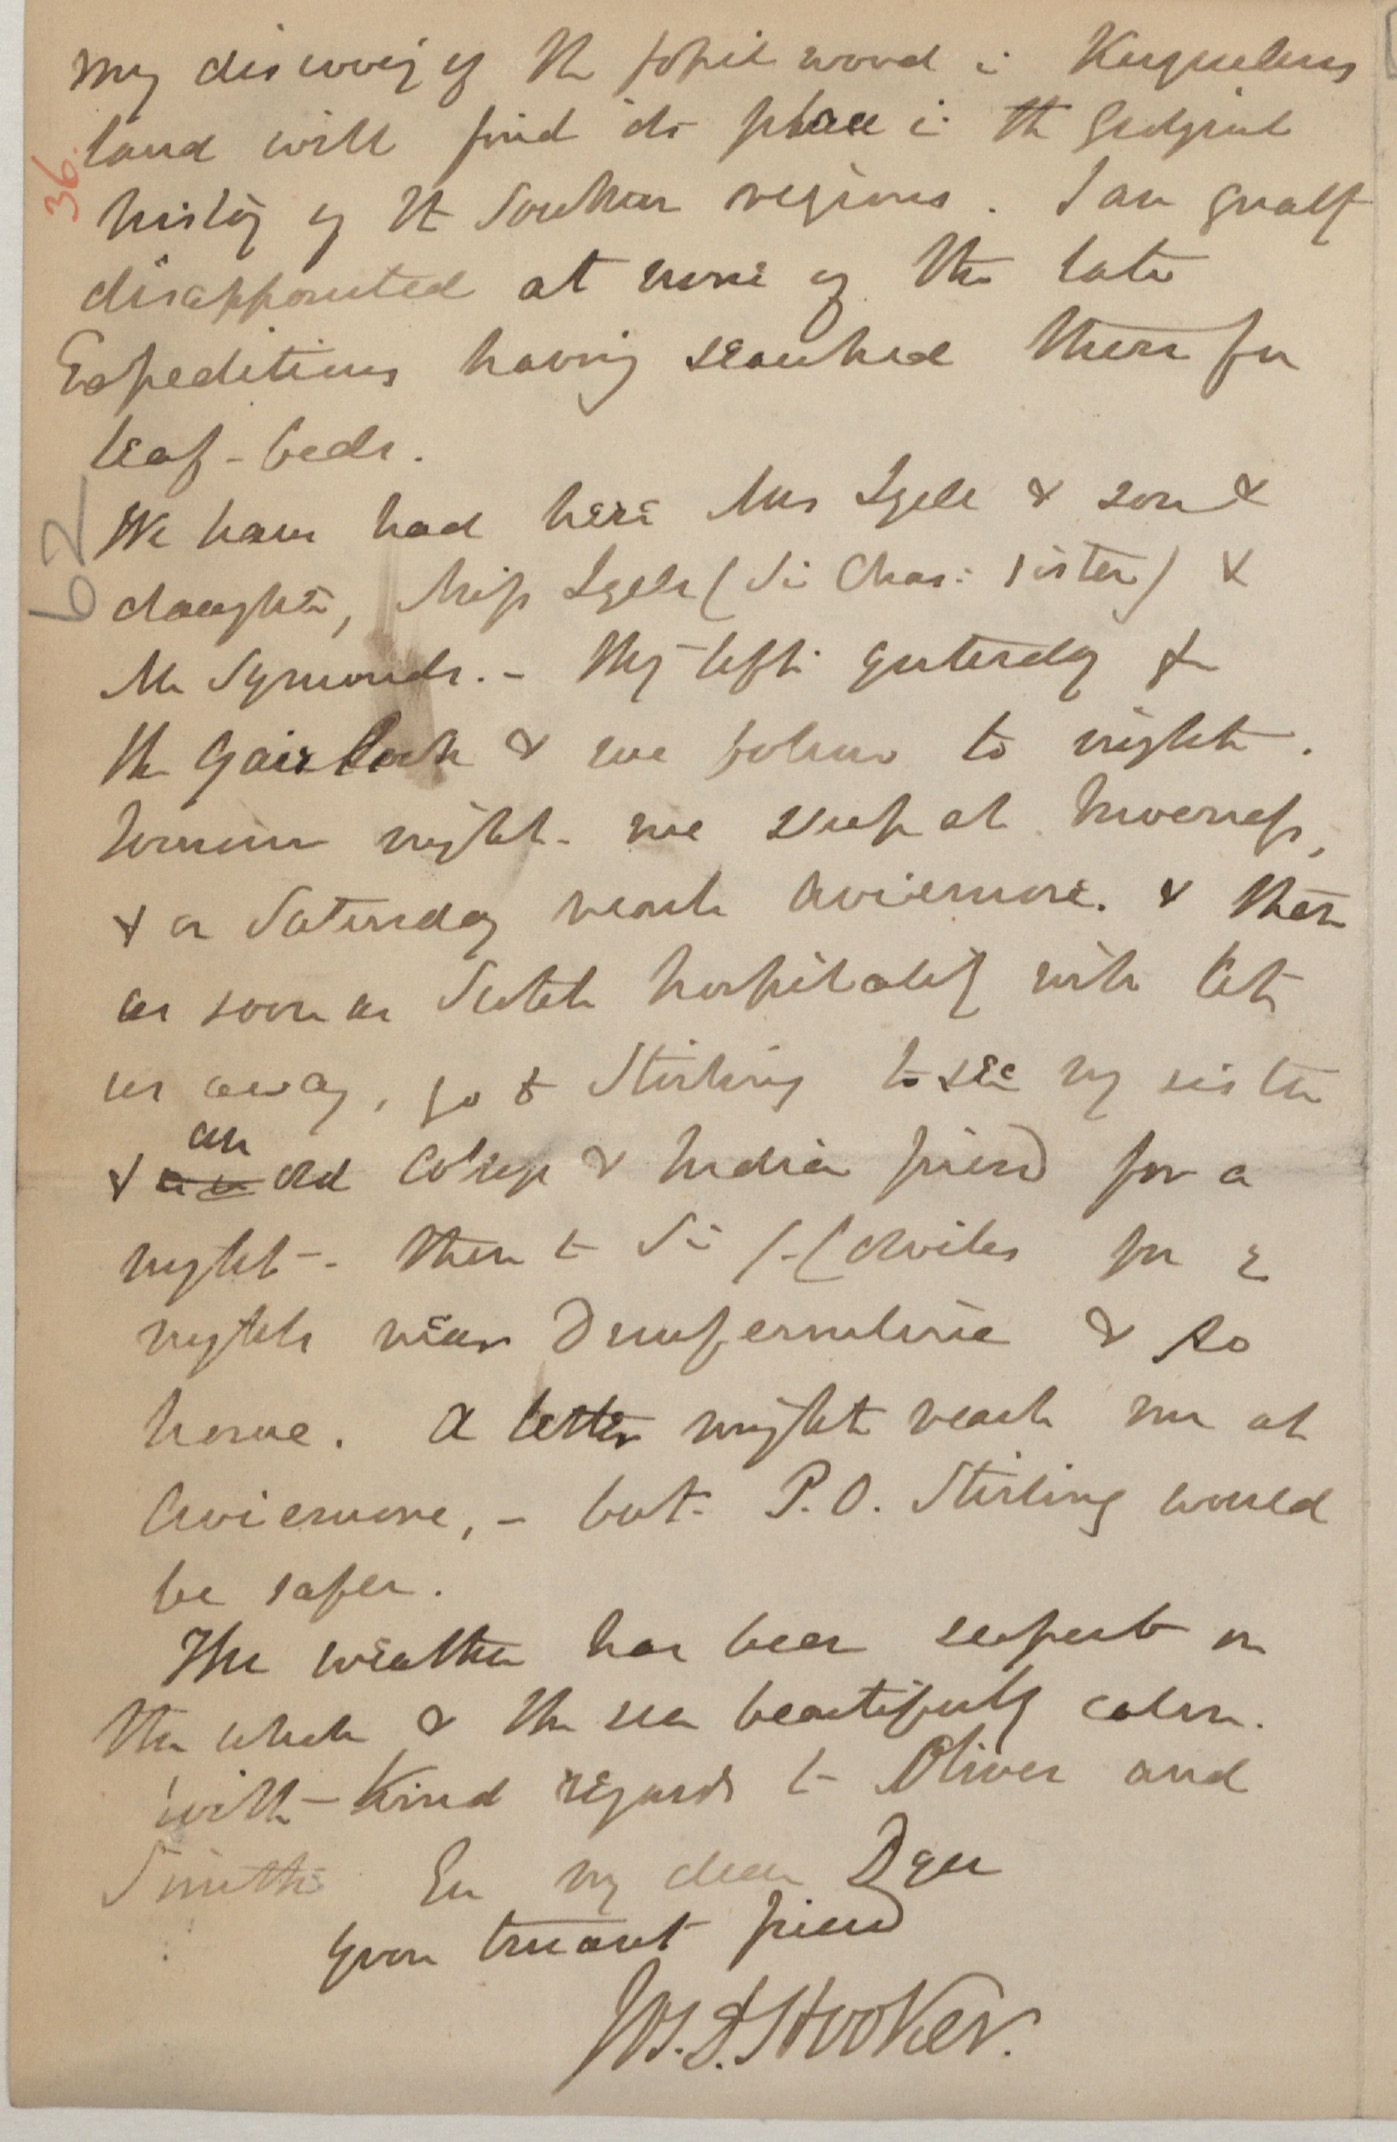 my discovery of the fossil wood in Kerguelens
land will find its place in the geological
36.
history of the Southern regions. I am greatly
disappointed at none of the late
Expeditions having searched there for
leaf-beds.
62
We have had here Mrs Lyell & son &
daughter, Miss Lyell (Sir Chas: sister) &
Mr Symonds. - They left yesterday for
the Gairloch & we follow to night.
Tomorrow night we sleep at Inverness,
& on Saturday reach Aviemore. & then
as soon as Scotch hospitality will let
us away, go to Stirling to see my sister
& an old College & Indian friend for a
night - then to Sir J. Colviles for 2
nights near Dumfernline & so
home. A letter might reach me at
Aviemore, - but P.O. Stirling would
be safer.
The weather has been superb on
the whole & the sea beautifully calm.
With kind regards to Oliver and
Smith Ever my dear Dyer
your truant friend
Jos. D. Hooker.